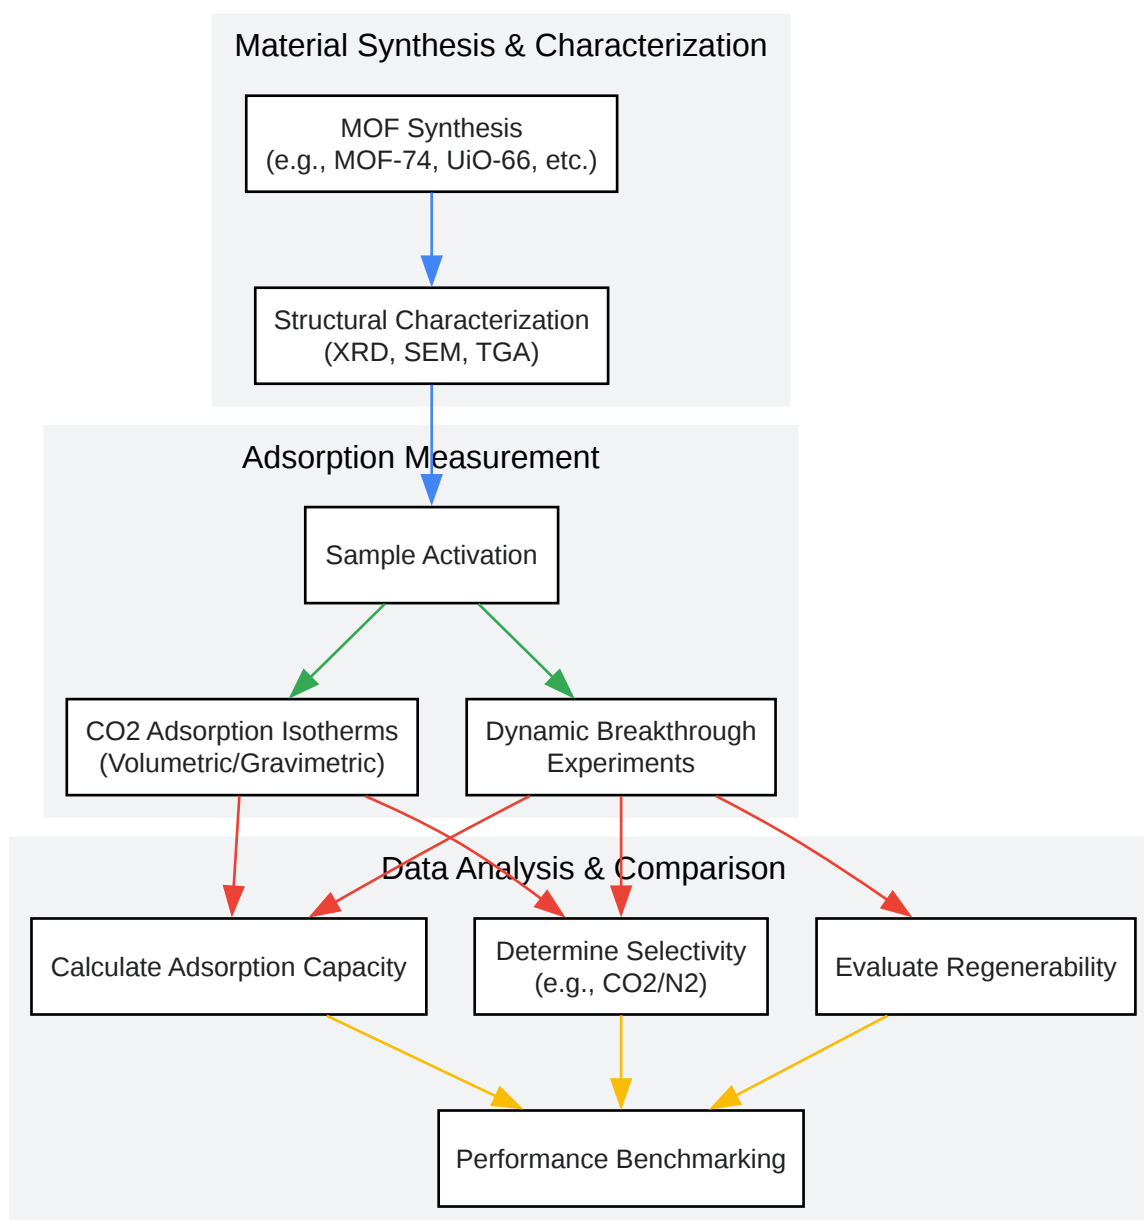 Material Synthesis & Characterization
MOF Synthesis
(e.g., MOF-74, UiO-66, etc.)
Structural Characterization
(XRD, SEM, TGA)
Adsorption Measurement
Sample Activation
CO2 Adsorption Isotherms
(Volumetric/Gravimetric)
Dynamic Breakthrough
Experiments
Data Analysis & Comparison
Calculate Adsorption Capacity
Determine Selectivity
(e.g., CO2/N2)
Evaluate Regenerability
Performance Benchmarking